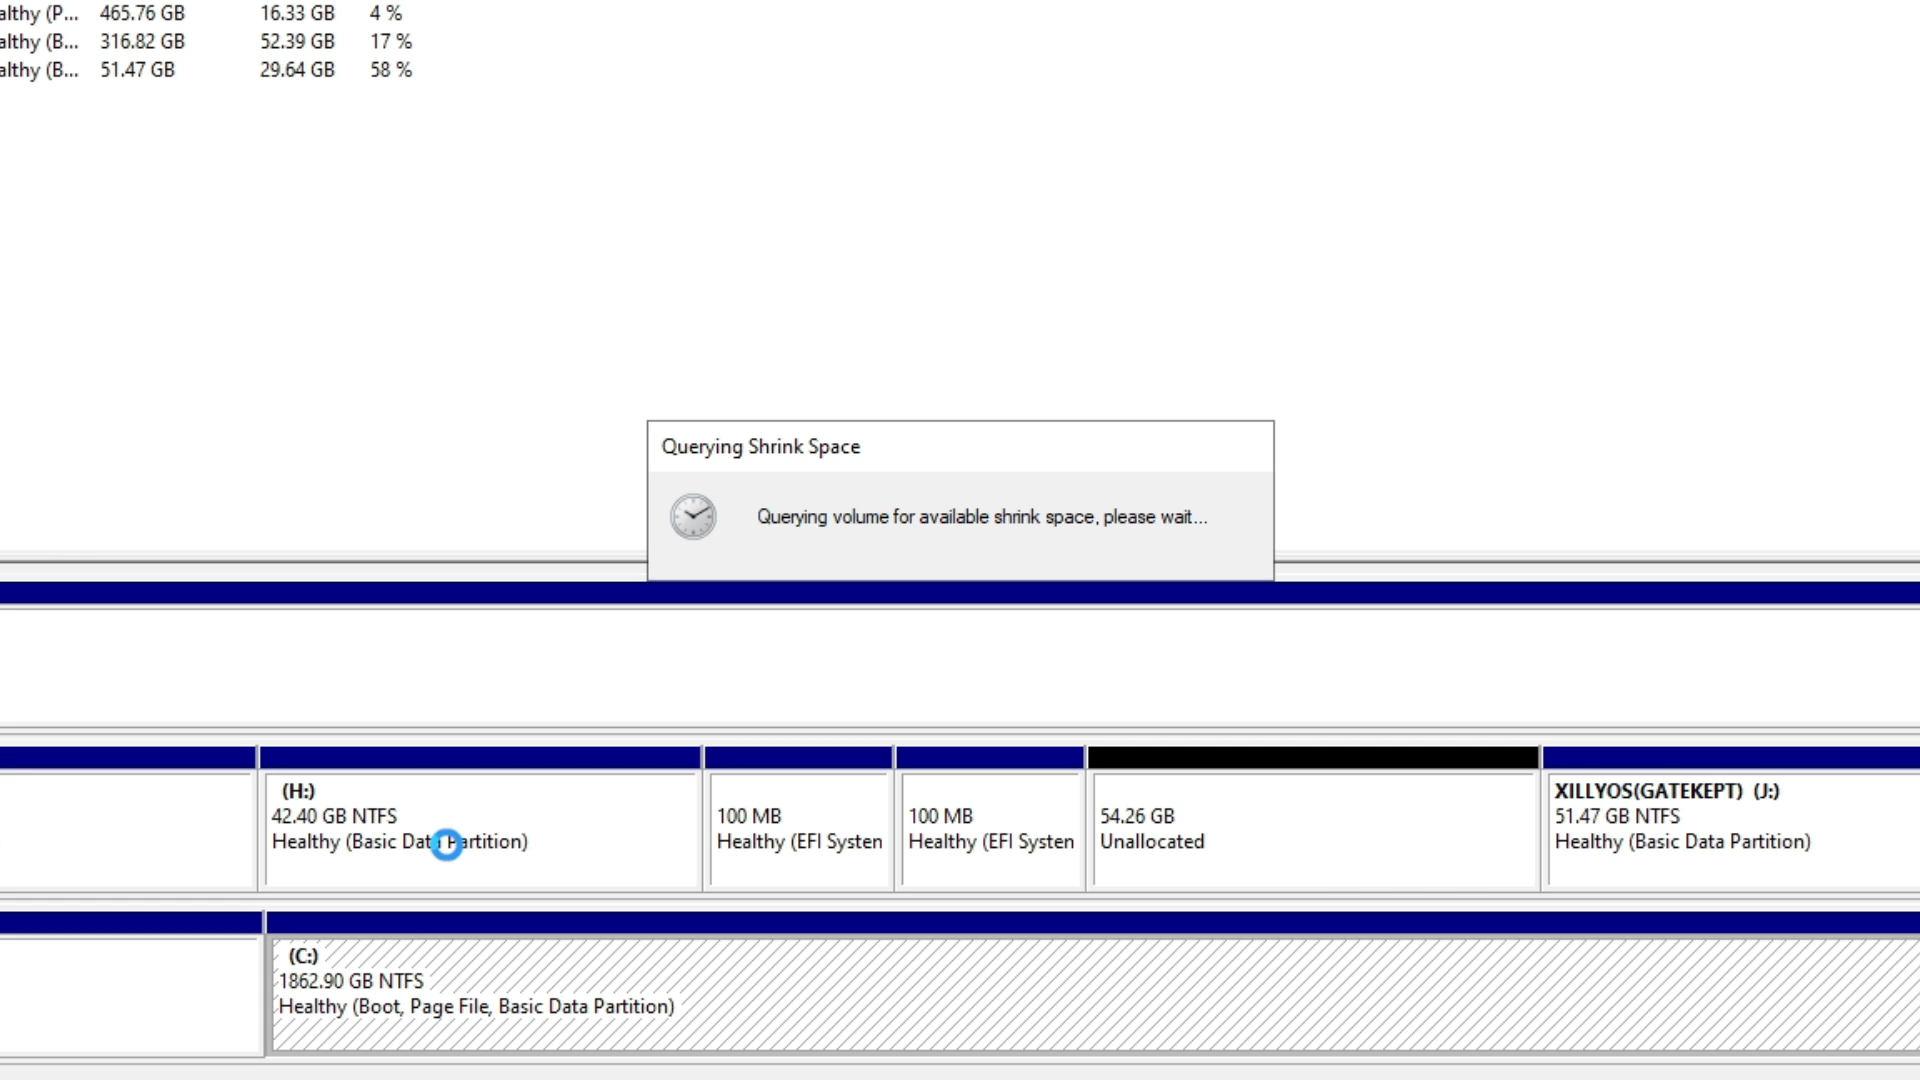 althy (P... 465.76 GB 16.33 GB 4 %
althy (B... 316.82 GB 52.39 GB 17 %
althy (B... 51.47 GB 29.64 GB 58 %
Querying Shrink Space
Querying volume for available shrink space, please wait...
(H:)
42.40 GB NTFS
Healthy (Basic Data Partition)
100 MB
Healthy (EFI Systen
100 MB
Healthy (EFI Systen
54.26 GB
Unallocated
XILLYOS(GATEKEPT) (J:)
51.47 GB NTFS
Healthy (Basic Data Partition)
(C:)
1862.90 GB NTFS
Healthy (Boot, Page File, Basic Data Partition)